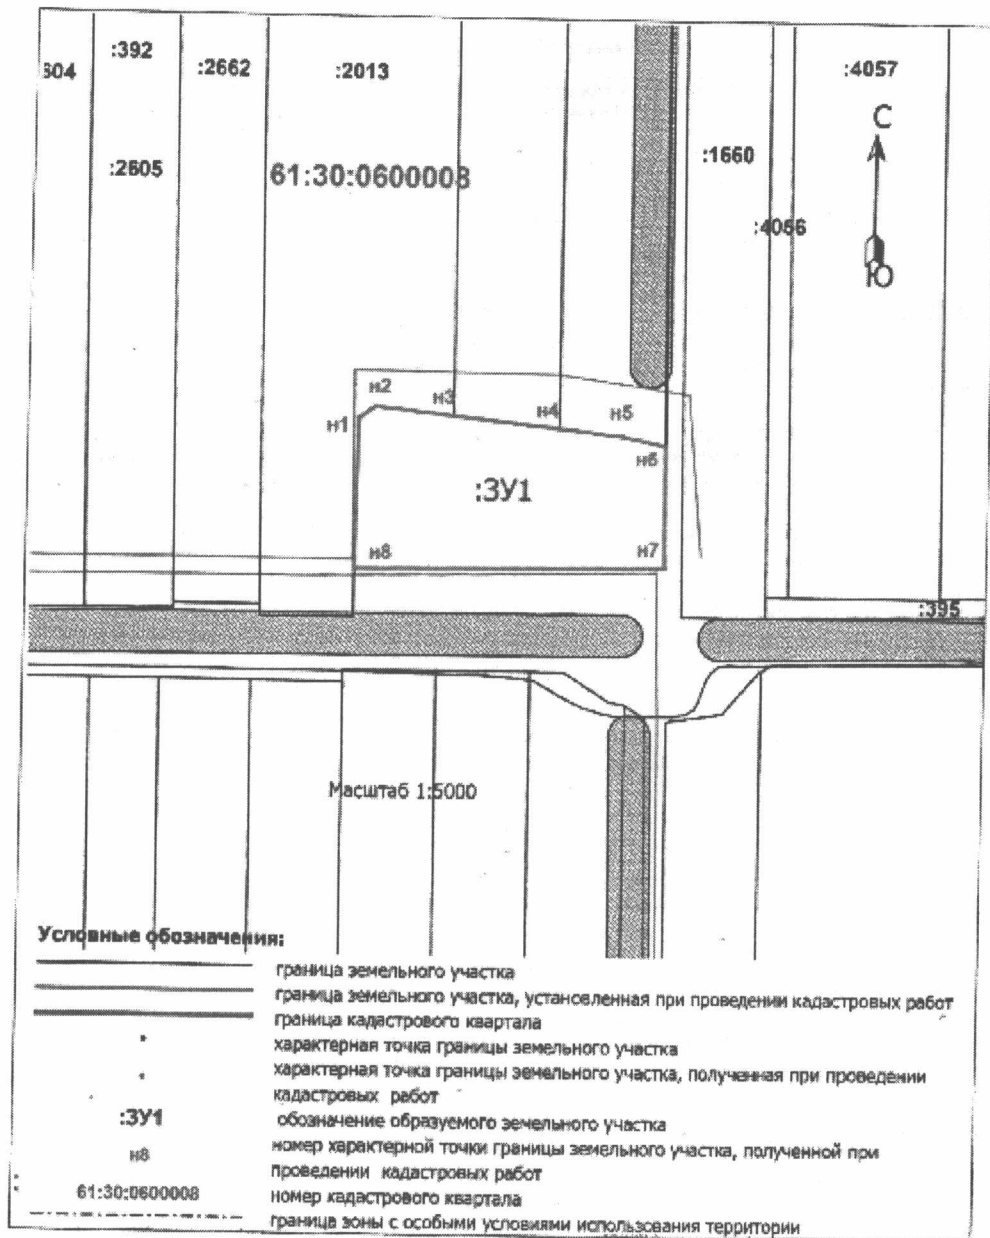 :392
604
:2662
:2013
:4057
С
:2605
61:30:0600008
:1660
:4056
Ю
н2
н3
н4
н5
н1
н6
:ЗУ1
н8
н7
:395
Масштаб 1:5000
Условные обозначения:
граница земельного участка
граница земельного участка, установленная при проведении кадастровых работ
граница кадастрового квартала
характерная точка границы земельного участка
характерная точка границы земельного участка, полученная при проведении
кадастровых работ
:ЗУ1 обозначение образуемого земельного участка
н8 номер характерной точки границы земельного участка, полученной при
проведении кадастровых работ
61:30:0600008 номер кадастрового квартала
граница зоны с особыми условиями использования территории